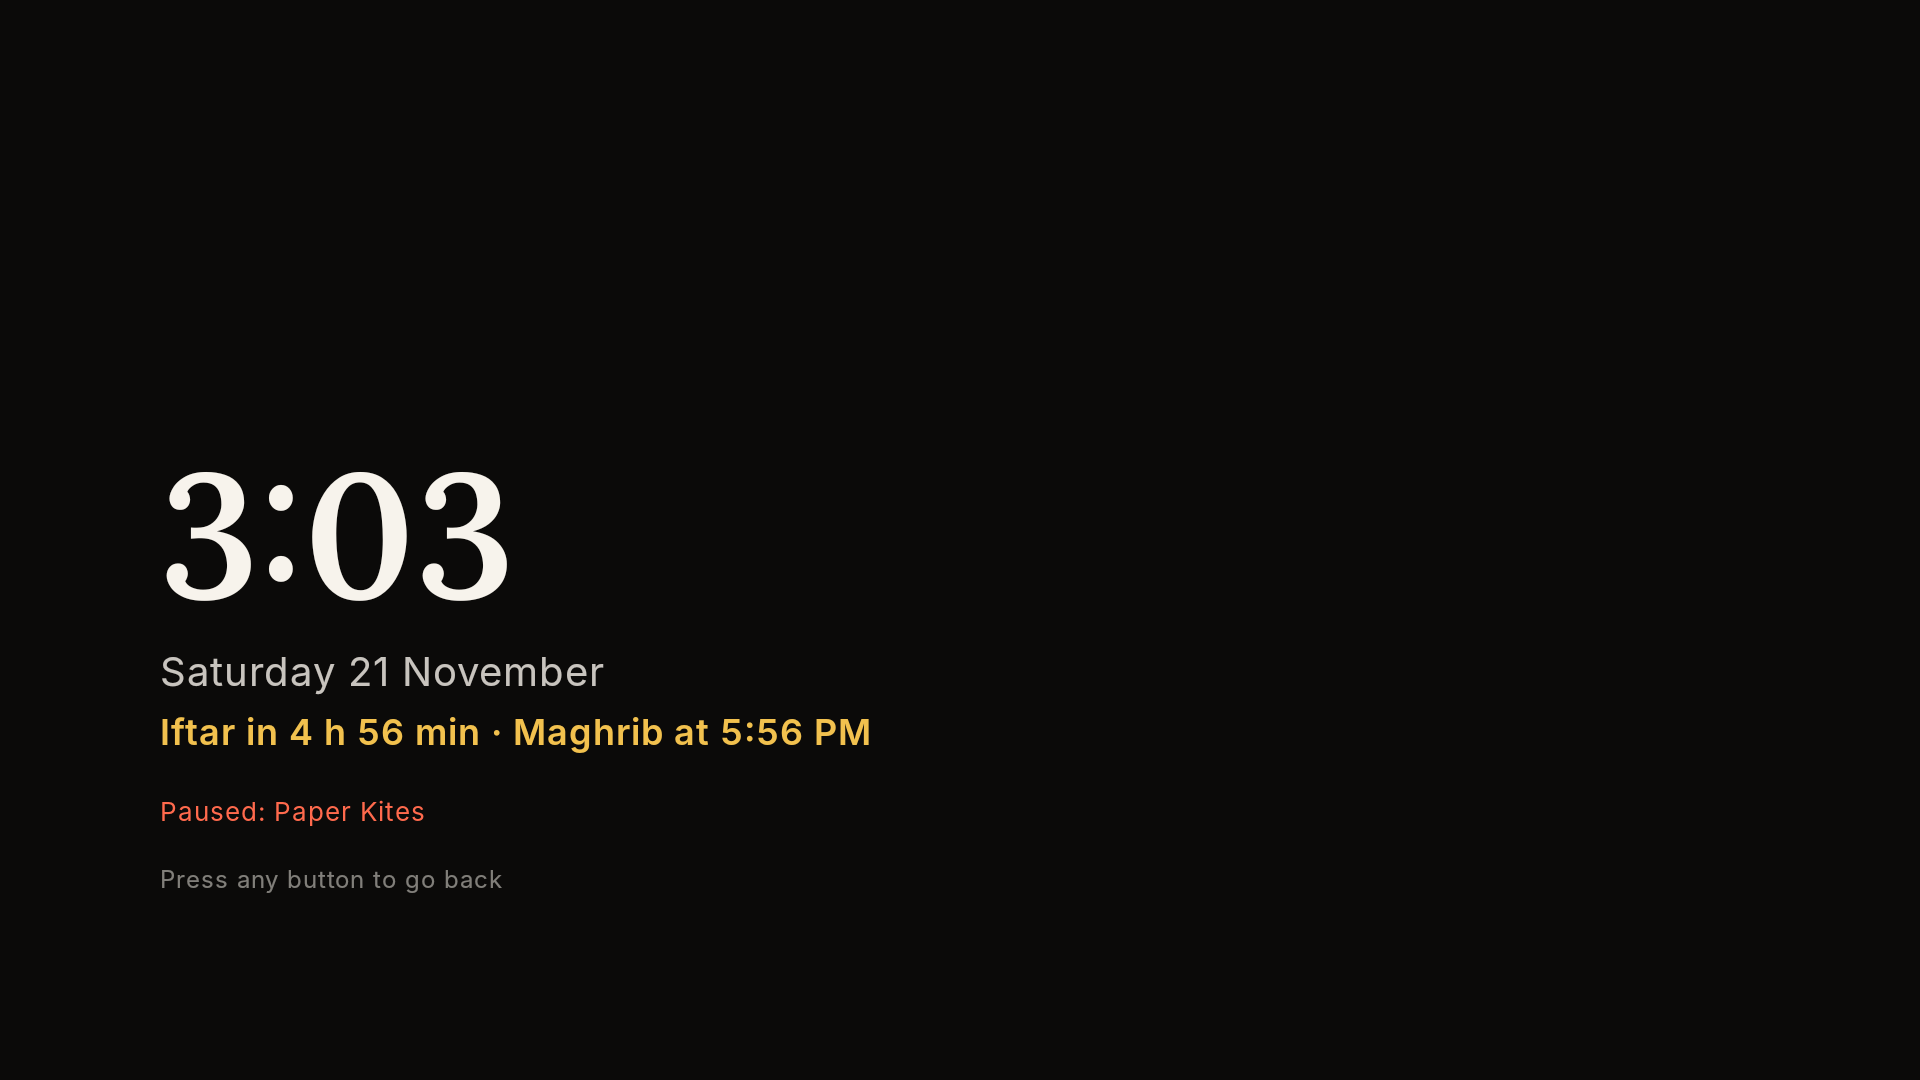 3:03
Saturday 21 November
Iftar in 4 h 56 min · Maghrib at 5:56 PM
Paused: Paper Kites
Press any button to go back